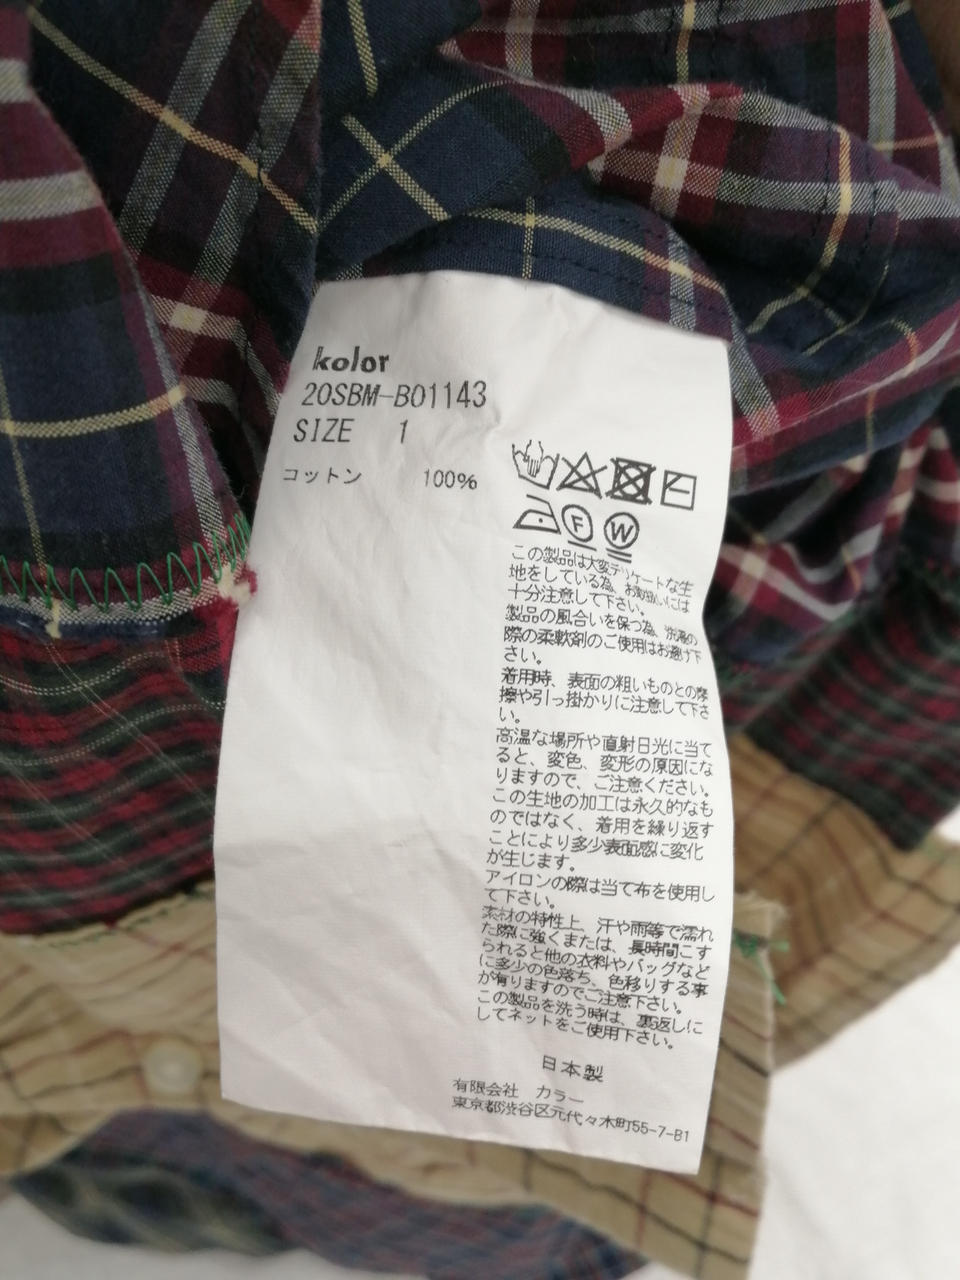 kolor
20SBM-B01143
SIZE 1
コットン 100%
F W
この製品は大変デリケートな生
地をしている為、お取扱いには
十分注意して下さい。
製品の風合いを保つ為、洗濯の
際の柔軟剤のご使用はお避け下
さい。
着用時、表面の粗いものとの摩
擦や引っ掛かりに注意して下さ
い。
高温な場所や直射日光に当て
ると、変色、変形の原因にな
りますので、ご注意ください。
この生地の加工は永久的なも
のではなく、着用を繰り返す
ことにより多少表面感に変化
が生じます。
アイロンの際は当て布を使用し
て下さい。
素材の特性上、汗や雨等で濡れ
た際に強くまたは、長時間こす
られると他の衣料やバッグなど
に多少の色落ち、色移りする事
が有りますのでご注意下さい。
この製品を洗う時は、裏返しに
してネットをご使用下さい。
日本製
有限会社 カラー
東京都渋谷区元代々木町55-7-B1